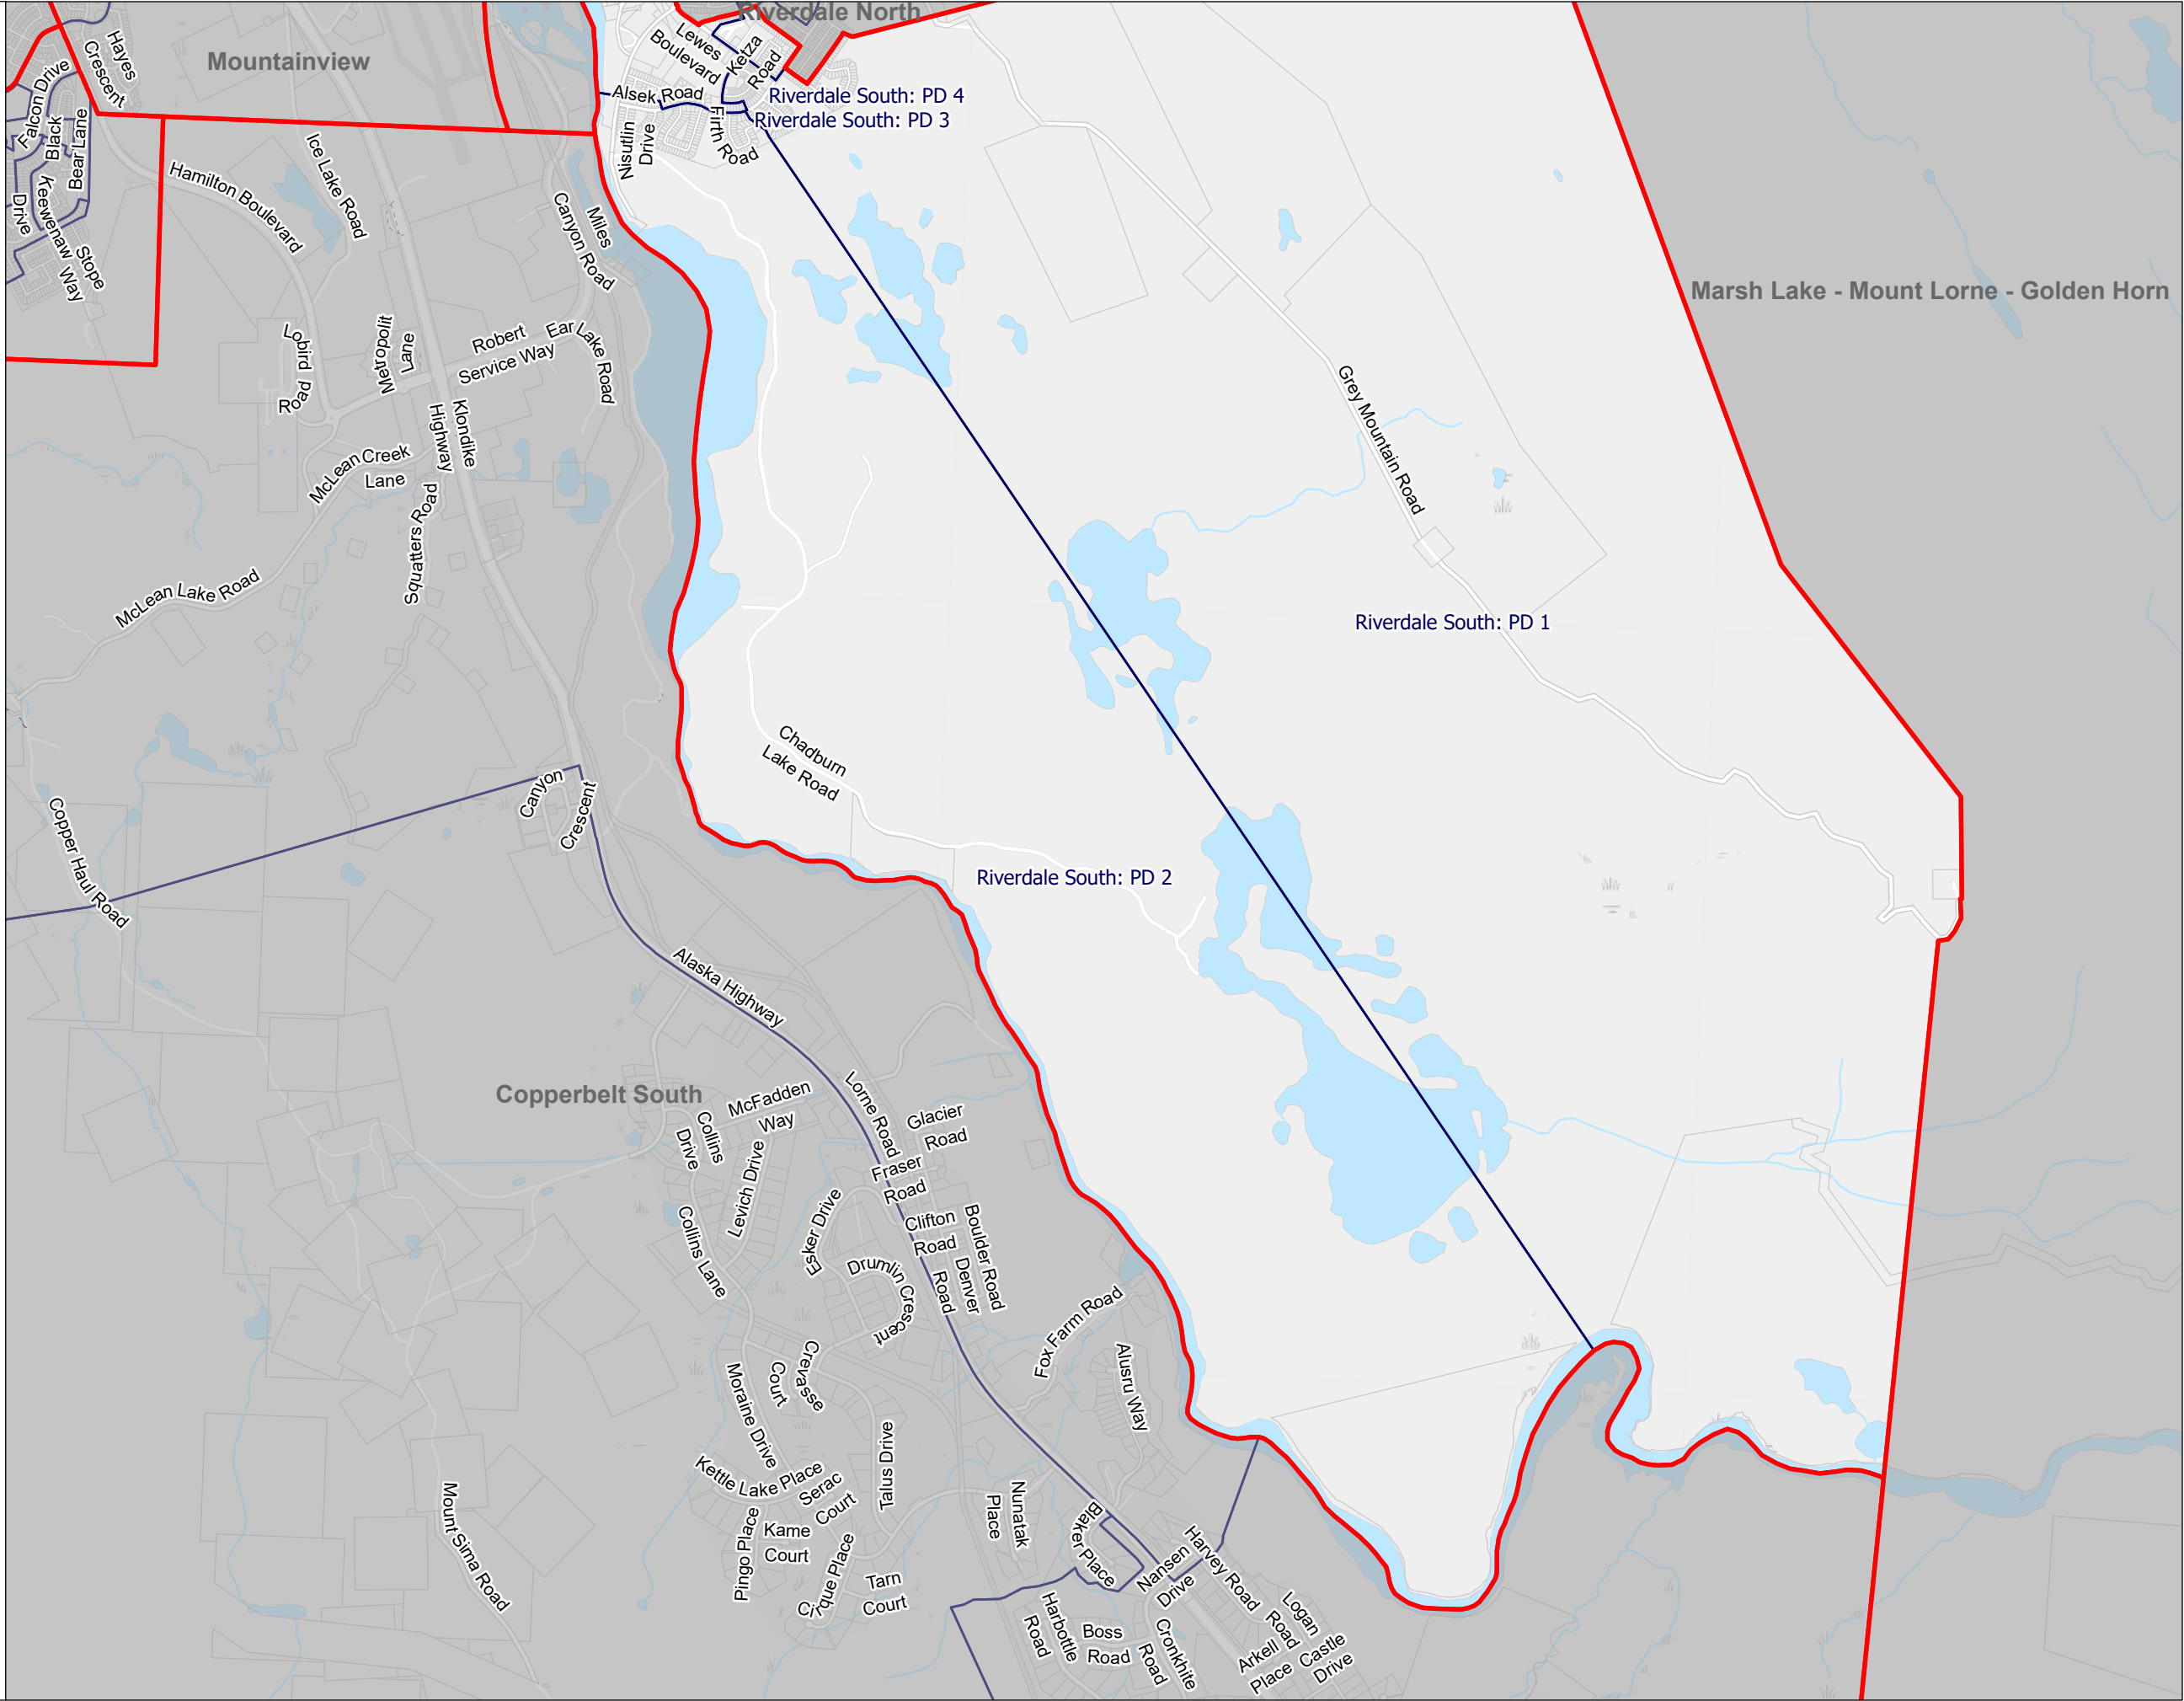 Riverdale North
Mountainview
Hayes
Crescent
Falcon Drive
Black
Bear Lane
Keewenaw
Drive
Way
Stope
Hamilton Boulevard
Ice Lake Road
Lewes
Boulevard
Ketza
Road
Alsek Road
Riverdale South: PD 4
Riverdale South: PD 3
Nisutlin
Drive
Firth Road
Miles
Canyon Road
Marsh Lake - Mount Lorne - Golden Horn
Lobird
Road
Metropolit
Lane
Robert
Service Way
Ear Lake Road
Klondike
Highway
McLean Creek
Lane
Squatters Road
McLean Lake Road
Grey Mountain Road
Riverdale South: PD 1
Chadburn
Lake Road
Canyon
Crescent
Copper Haul Road
Riverdale South: PD 2
Alaska Highway
Copperbelt South
McFadden
Way
Lorne Road
Glacier
Road
Collins
Drive
Levich Drive
Fraser
Road
Collins Lane
Esker Drive
Clifton
Road
Boulder Road
Denver
Road
Drumlin Crescent
Fox Farm Road
Alusru Way
Crevasse
Court
Moraine Drive
Talus Drive
Kettle Lake Place
Serac
Court
Mount Sima Road
Pingo Place
Kame
Court
Cirque Place
Tarn
Court
Nunatak
Place
Blaker Place
Nansen
Drive
Harvey Road
Logan
Road
Harbottle
Road
Boss
Road
Cronkhite
Road
Arkell
Place
Castle
Drive